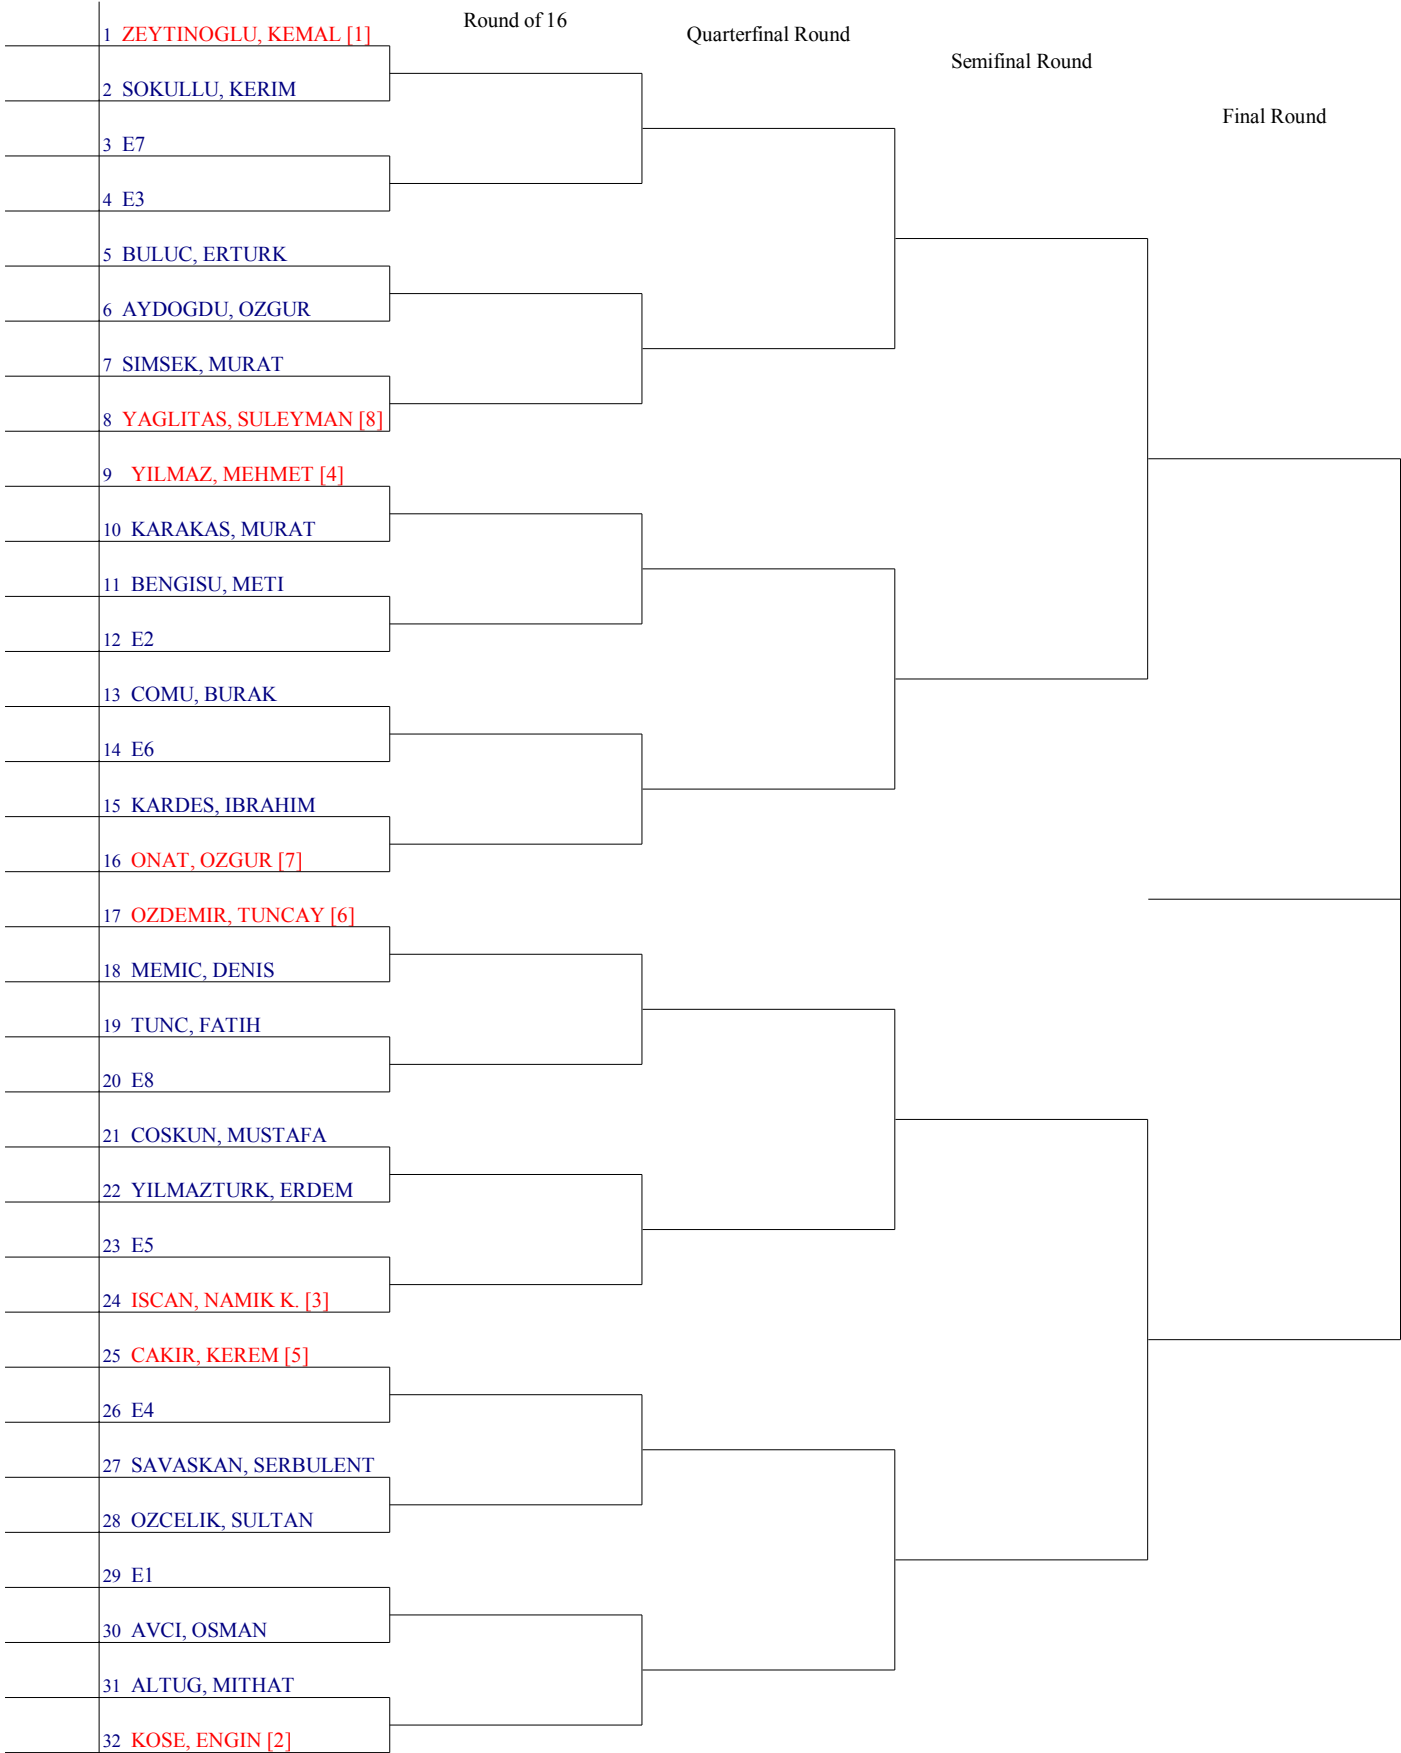 Round of 16
Quarterfinal Round
Semifinal Round
Final Round
1 ZEYTINOGLU, KEMAL [1]
2 SOKULLU, KERIM
3 E7
4 E3
5 BULUC, ERTURK
6 AYDOGDU, OZGUR
7 SIMSEK, MURAT
8 YAGLITAS, SULEYMAN [8]
9 YILMAZ, MEHMET [4]
10 KARAKAS, MURAT
11 BENGISU, METI
12 E2
13 COMU, BURAK
14 E6
15 KARDES, IBRAHIM
16 ONAT, OZGUR [7]
17 OZDEMIR, TUNCAY [6]
18 MEMIC, DENIS
19 TUNC, FATIH
20 E8
21 COSKUN, MUSTAFA
22 YILMAZTURK, ERDEM
23 E5
24 ISCAN, NAMIK K. [3]
25 CAKIR, KEREM [5]
26 E4
27 SAVASKAN, SERBULENT
28 OZCELIK, SULTAN
29 E1
30 AVCI, OSMAN
31 ALTUG, MITHAT
32 KOSE, ENGIN [2]